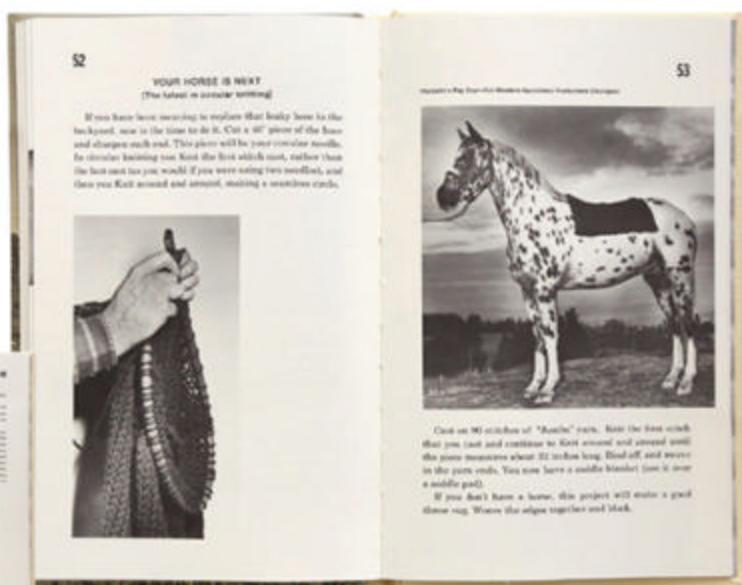 52
YOUR HORSE IS NEXT
(The latest in circular knitting)
If you have been meaning to replace that leaky hose in the
backyard, now is the time to do it. Cut a 40" piece of the hose
and sharpen each end. This piece will be your circular needle.
In circular knitting you Knit the first stitch cast, rather than
the last cast (as you would if you were using two needles), and
then you Knit around and around, making a seamless circle.
53
Cast on 90 stitches of "Jumbo" yarn. Knit the first stitch
that you cast and continue to Knit around and around until
the piece measures about 32 inches long. Bind off, and weave
in the yarn ends. You now have a saddle blanket (use it over
a saddle pad).
If you don't have a horse, this project will make a good
throw rug. Weave the edges together and block.